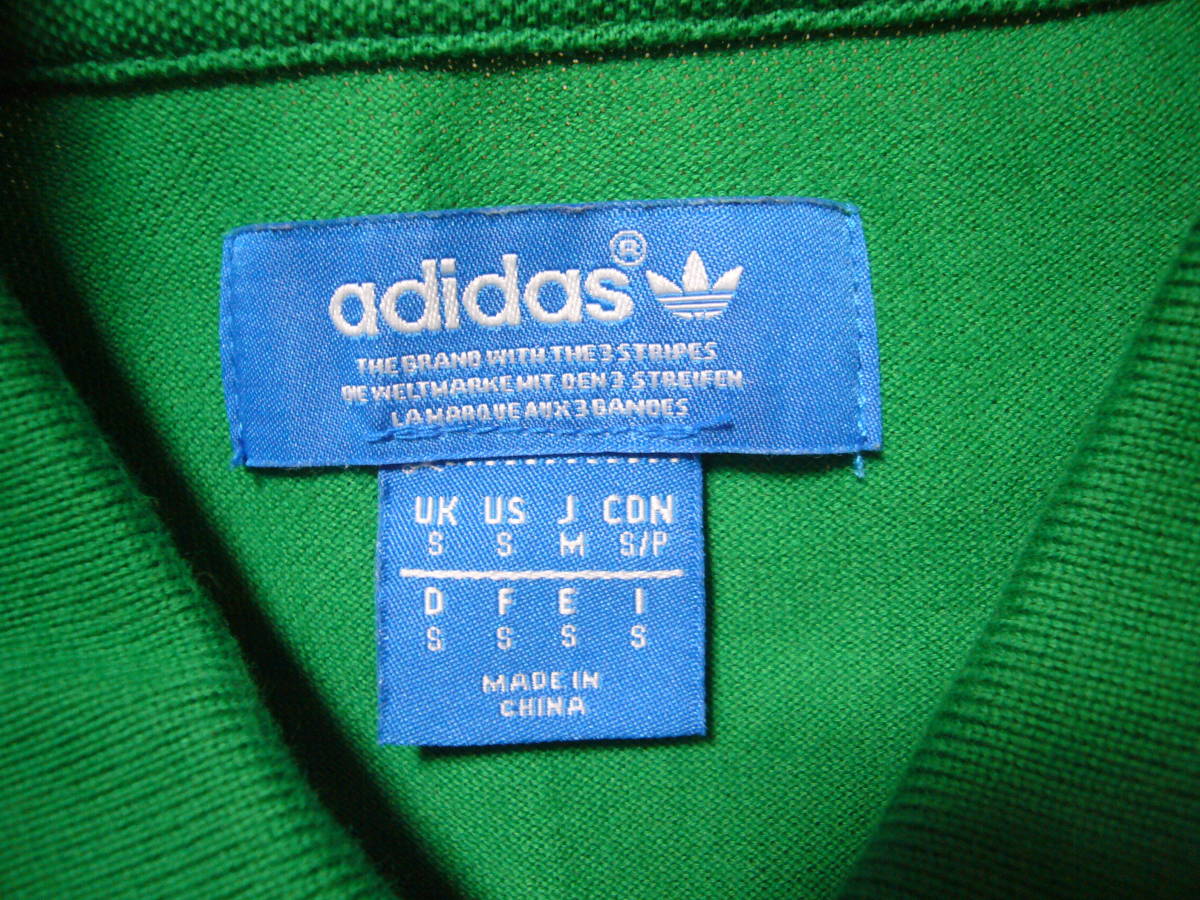 adidas®
THE BRAND WITH THE 3 STRIPES
DIE WELTMARKE MIT DEN 3 STREIFEN
LA MARQUE AUX 3 BANDES
UK US J CDN
S S M S/P
D F E I
S S S S
MADE IN
CHINA